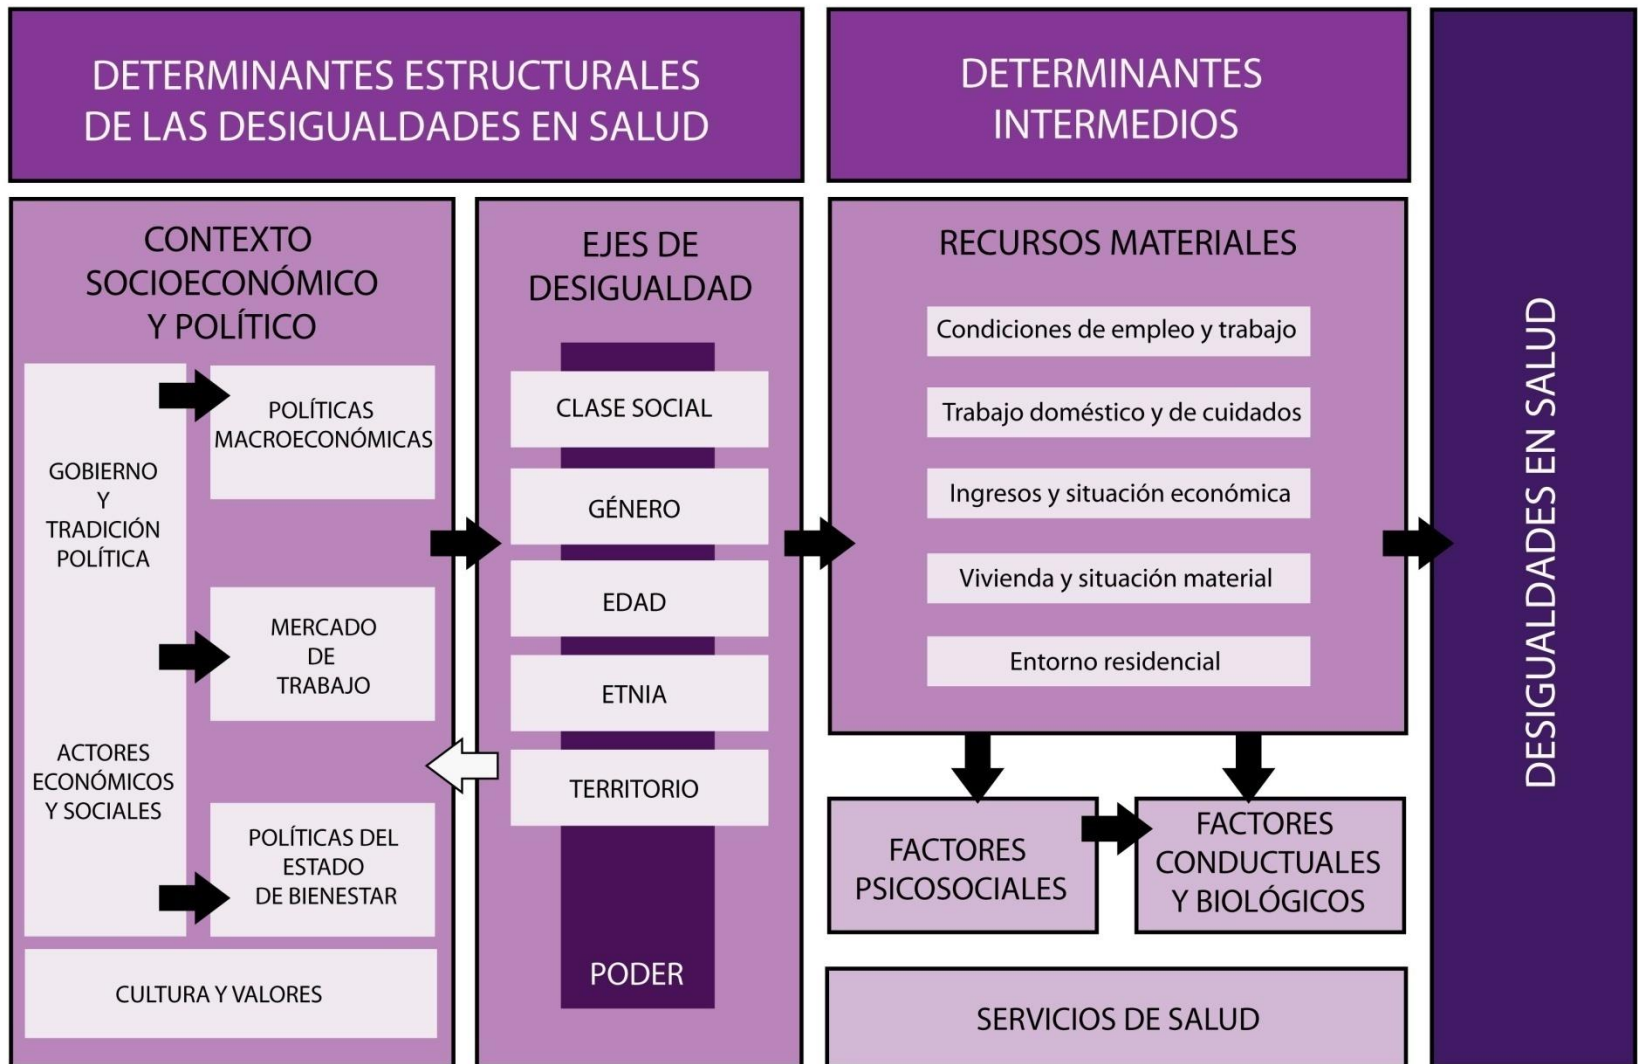 DETERMINANTES ESTRUCTURALES
DE LAS DESIGUALDADES EN SALUD
DETERMINANTES
INTERMEDIOS
CONTEXTO
SOCIOECONÓMICO
Y POLÍTICO
GOBIERNO
Y
TRADICIÓN
POLÍTICA
ACTORES
ECONÓMICOS
Y SOCIALES
POLÍTICAS
MACROECONÓMICAS
MERCADO
DE
TRABAJO
POLÍTICAS DEL
ESTADO
DE BIENESTAR
CULTURA Y VALORES
EJES DE
DESIGUALDAD
CLASE SOCIAL
GÉNERO
EDAD
ETNIA
TERRITORIO
PODER
RECURSOS MATERIALES
Condiciones de empleo y trabajo
Trabajo doméstico y de cuidados
Ingresos y situación económica
Vivienda y situación material
Entorno residencial
FACTORES
PSICOSOCIALES
FACTORES
CONDUCTUALES
Y BIOLÓGICOS
SERVICIOS DE SALUD
DESIGUALDADES EN SALUD